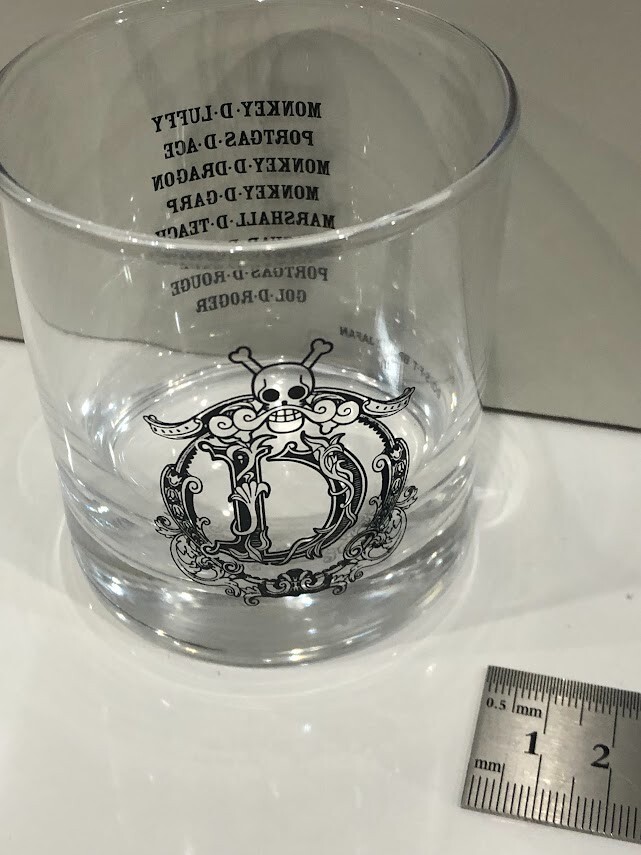 MONKEY·D·LUFFY
PORTGAS·D·ACE
MONKEY·D·DRAGON
MONKEY·D·GARP
MARSHALL·D·TEACH
PORTGAS·D·ROUGE
GOL·D·ROGER
JAPAN
D
0.5 mm
1 2
mm